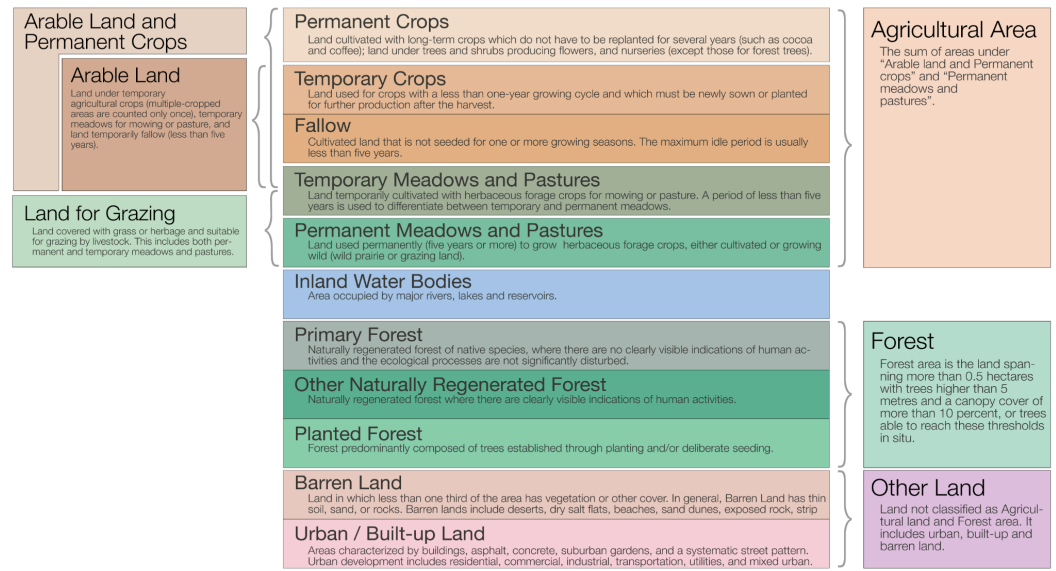 Arable Land and
Permanent Crops
Arable Land
Land under temporary
agricultural crops (multiple-cropped
areas are counted only once), temporary
meadows for mowing or pasture, and
land temporarily fallow (less than five
years).
Land for Grazing
Land covered with grass or herbage and suitable
for grazing by livestock. This includes both per-
manent and temporary meadows and pastures.
Permanent Crops
Land cultivated with long-term crops which do not have to be replanted for several years (such as cocoa
and coffee); land under trees and shrubs producing flowers, and nurseries (except those for forest trees).
Temporary Crops
Land used for crops with a less than one-year growing cycle and which must be newly sown or planted
for further production after the harvest.
Fallow
Cultivated land that is not seeded for one or more growing seasons. The maximum idle period is usually
less than five years.
Temporary Meadows and Pastures
Land temporarily cultivated with herbaceous forage crops for mowing or pasture. A period of less than five
years is used to differentiate between temporary and permanent meadows.
Permanent Meadows and Pastures
Land used permanently (five years or more) to grow herbaceous forage crops, either cultivated or growing
wild (wild prairie or grazing land).
Inland Water Bodies
Area occupied by major rivers, lakes and reservoirs.
Primary Forest
Naturally regenerated forest of native species, where there are no clearly visible indications of human ac-
tivities and the ecological processes are not significantly disturbed.
Other Naturally Regenerated Forest
Naturally regenerated forest where there are clearly visible indications of human activities.
Planted Forest
Forest predominantly composed of trees established through planting and/or deliberate seeding.
Barren Land
Land in which less than one third of the area has vegetation or other cover. In general, Barren Land has thin
soil, sand, or rocks. Barren lands include deserts, dry salt flats, beaches, sand dunes, exposed rock, strip
Urban / Built-up Land
Areas characterized by buildings, asphalt, concrete, suburban gardens, and a systematic street pattern.
Urban development includes residential, commercial, industrial, transportation, utilities, and mixed urban.
Agricultural Area
The sum of areas under
"Arable land and Permanent
crops" and "Permanent
meadows and
pastures".
Forest
Forest area is the land span-
ning more than 0.5 hectares
with trees higher than 5
metres and a canopy cover of
more than 10 percent, or trees
able to reach these thresholds
in situ.
Other Land
Land not classified as Agricul-
tural land and Forest area. It
includes urban, built-up and
barren land.